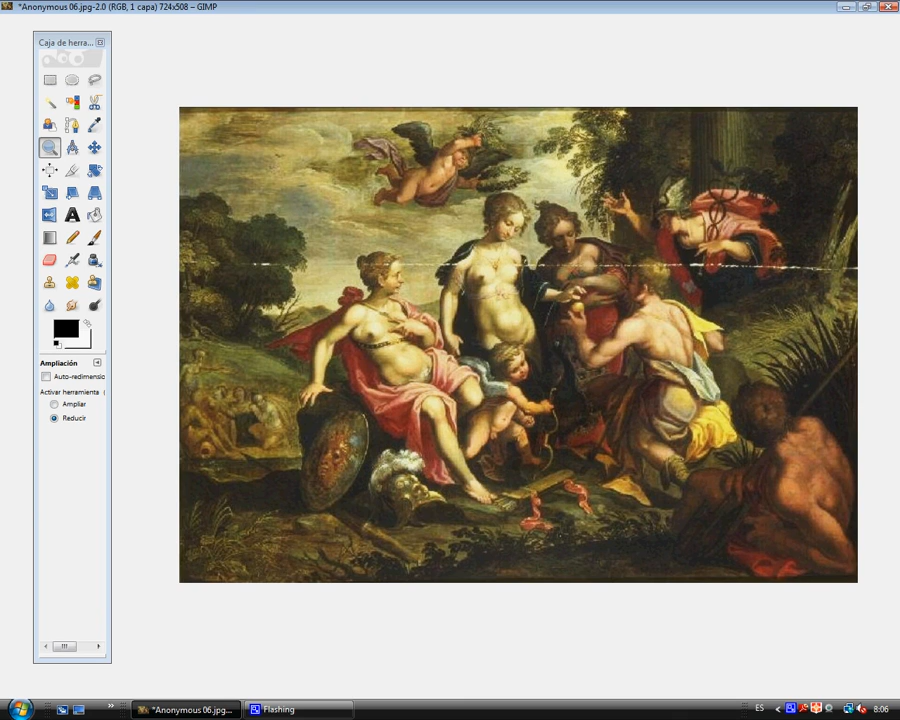 *Anonymous 06.jpg-2.0 (RGB, 1 capa) 724x508 – GIMP
Caja de herra...
Ampliación
Auto-redimensio
Activar herramienta (
Ampliar
Reducir
*Anonymous 06.jpg...
Flashing
ES
8:06